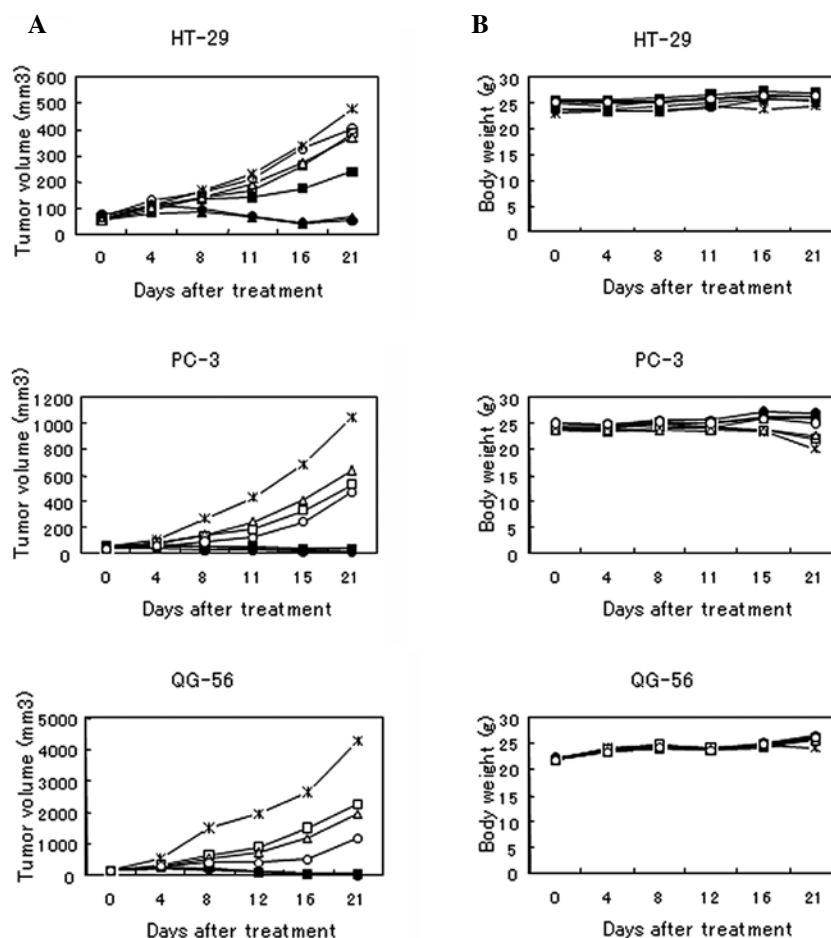 A
B
HT-29
HT-29
Tumor volume (mm3)
600
500
400
300
200
100
0
0 4 8 11 16 21
Days after treatment
Body weight (g)
30
25
20
15
10
5
0
0 4 8 11 16 21
Days after treatment
PC-3
PC-3
Tumor volume (mm3)
1200
1000
800
600
400
200
0
0 4 8 11 15 21
Days after treatment
Body weight (g)
30
25
20
15
10
5
0
0 4 8 11 15 21
Days after treatment
QG-56
QG-56
Tumor volume (mm3)
5000
4000
3000
2000
1000
0
0 4 8 12 16 21
Days after treatment
Body weight (g)
30
25
20
15
10
5
0
0 4 8 12 16 21
Days after treatment